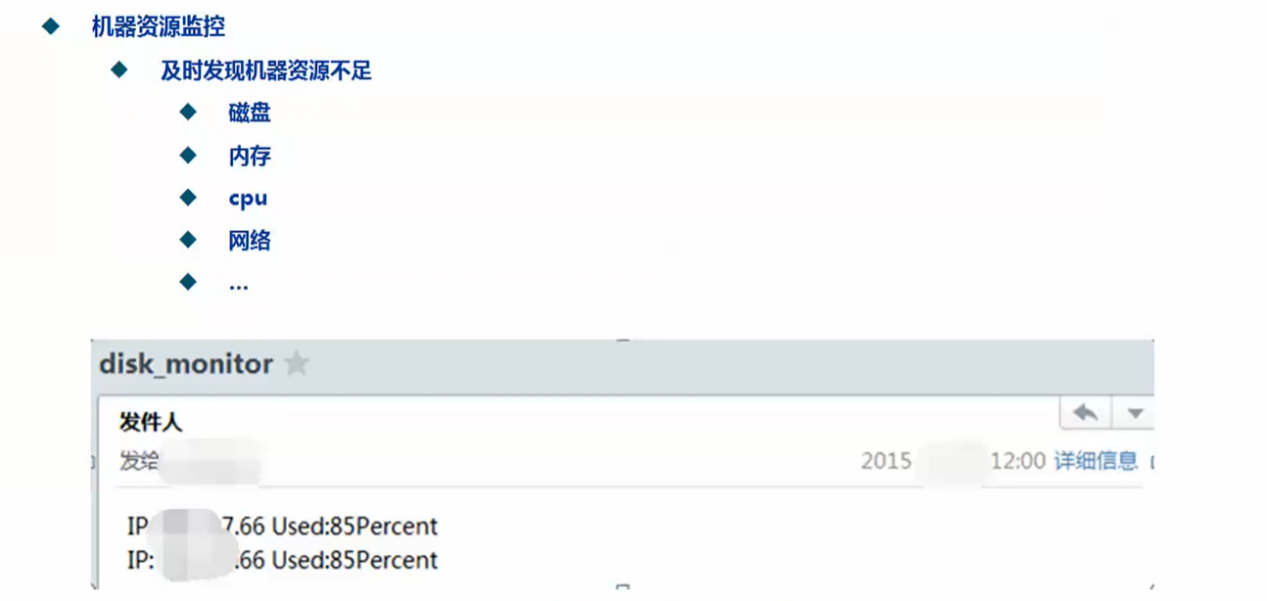 机器资源监控
及时发现机器资源不足
磁盘
内存
cpu
网络
...
disk_monitor
发件人
发给
2015 12:00 详细信息
IP 7.66 Used:85Percent
IP: .66 Used:85Percent